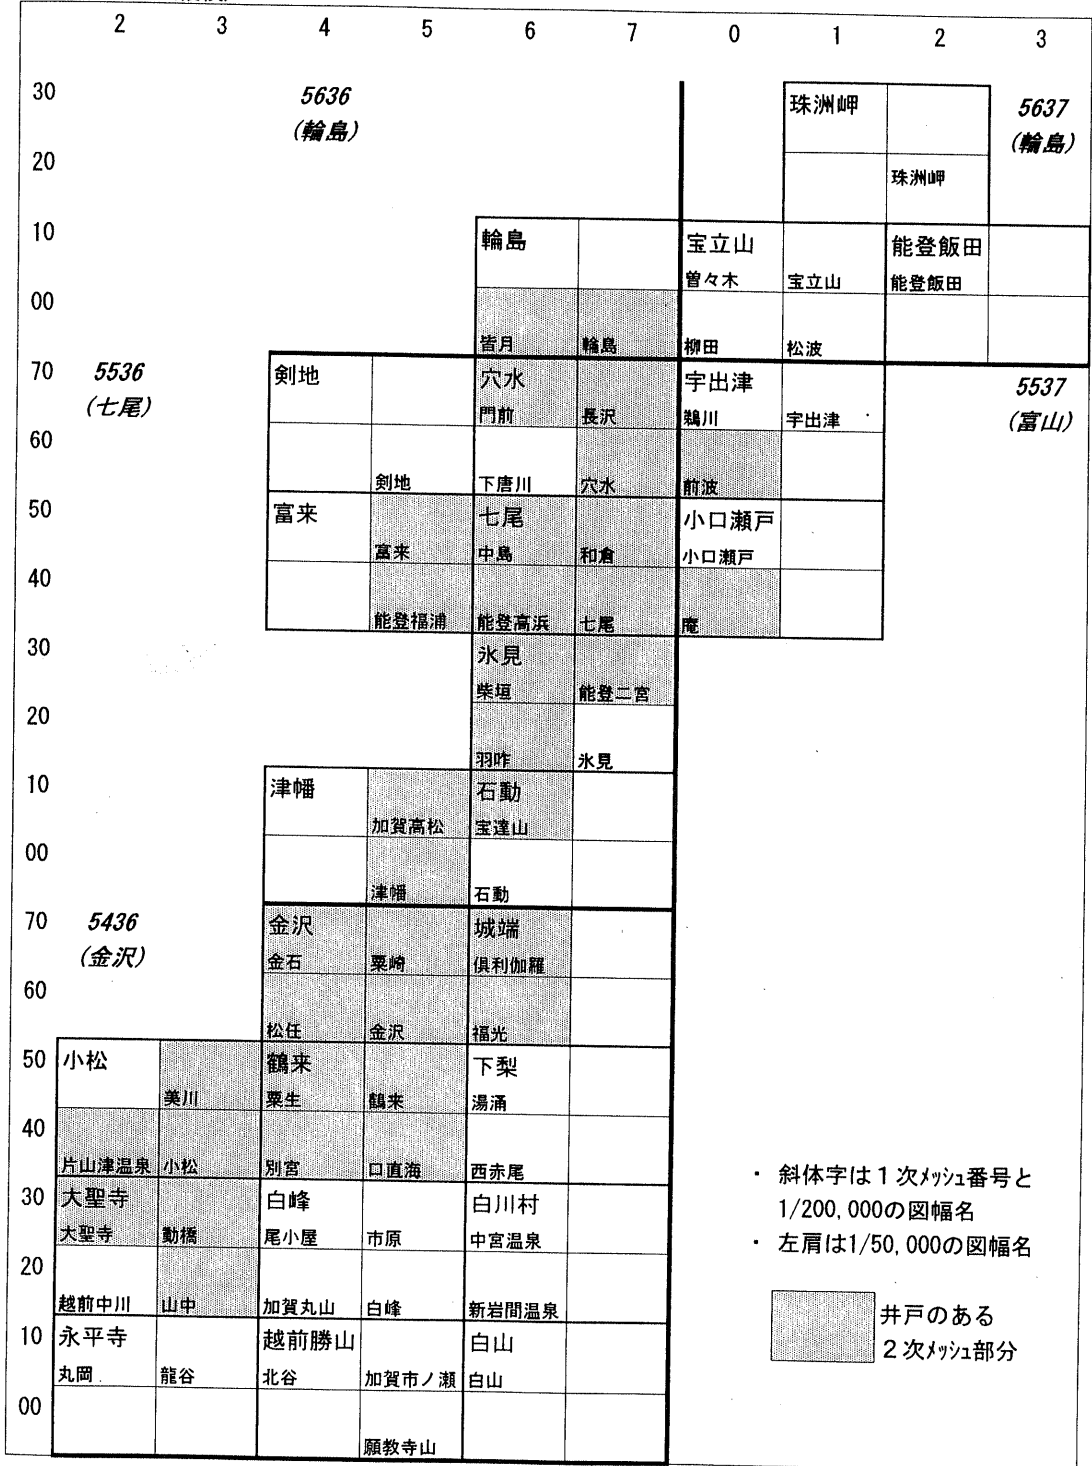 2 3 4 5 6 7 0 1 2 3
30 5636 珠洲岬 5637
(輪島) (輪島)
20 珠洲岬
10 輪島 宝立山 能登飯田
曽々木 宝立山 能登飯田
00
皆月 輪島 柳田 松波
70 5536 剣地 穴水 宇出津 5537
(七尾) 門前 長沢 鵜川 宇出津 (富山)
60
剣地 下唐川 穴水 前波
50 富来 七尾 小口瀬戸
富来 中島 和倉 小口瀬戸
40
能登福浦 能登高浜 七尾 庵
30 氷見
柴垣 能登二宮
20
羽咋 氷見
10 津幡 石動
加賀高松 宝達山
00
津幡 石動
70 5436 金沢 城端
(金沢) 金石 粟崎 倶利伽羅
60
松任 金沢 福光
50 小松 鶴来 下梨
美川 粟生 鶴来 湯涌
40
片山津温泉 小松 別宮 口直海 西赤尾
30 大聖寺 白峰 白川村
大聖寺 動橋 尾小屋 市原 中宮温泉
20
越前中川 山中 加賀丸山 白峰 新岩間温泉
10 永平寺 越前勝山 白山
丸岡 龍谷 北谷 加賀市ノ瀬 白山
00
願教寺山
・ 斜体字は1次メッシュ番号と
1/200,000の図幅名
・ 左肩は1/50,000の図幅名
井戸のある
2次メッシュ部分